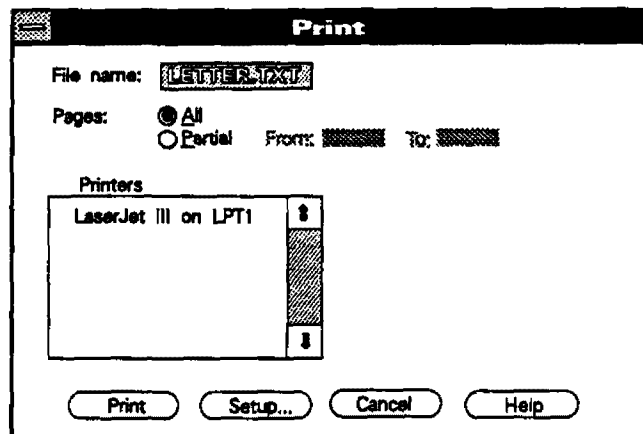 Print
File name: LETTER.TXT
Pages: All
Partial From: To:
Printers
LaserJet III on LPT1
Print Setup... Cancel Help